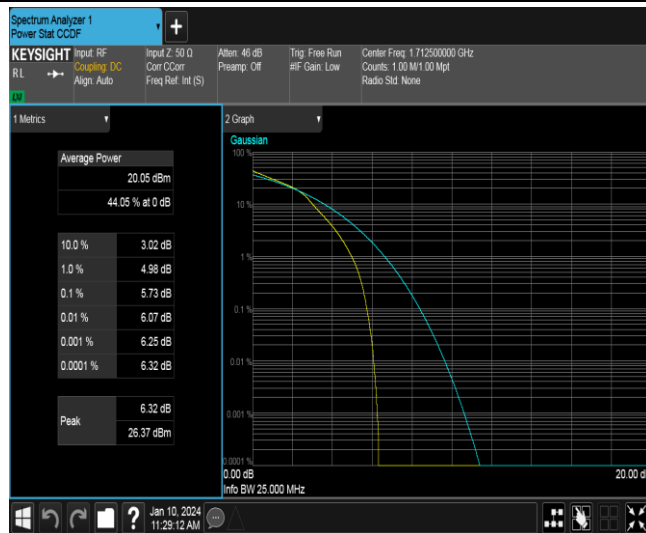 Spectrum Analyzer 1
Power Stat CCDF
+
KEYSIGHT
RL
Input: RF
Coupling: DC
Align: Auto
Input Z: 50 Ω
Corr CCorr
Freq Ref: Int (S)
Atten: 46 dB
Preamp: Off
Trig: Free Run
#IF Gain: Low
Center Freq: 1.712500000 GHz
Counts: 1.00 M/1.00 Mpt
Radio Std: None
1 Metrics
Average Power
20.05 dBm
44.05 % at 0 dB
10.0 % 3.02 dB
1.0 % 4.98 dB
0.1 % 5.73 dB
0.01 % 6.07 dB
0.001 % 6.25 dB
0.0001 % 6.32 dB
Peak
6.32 dB
26.37 dBm
2 Graph
Gaussian
100 %
10 %
1 %
0.1 %
0.01 %
0.001 %
0.0001 %
0.00 dB
20.00 d
Info BW 25.000 MHz
?
Jan 10, 2024
11:29:12 AM